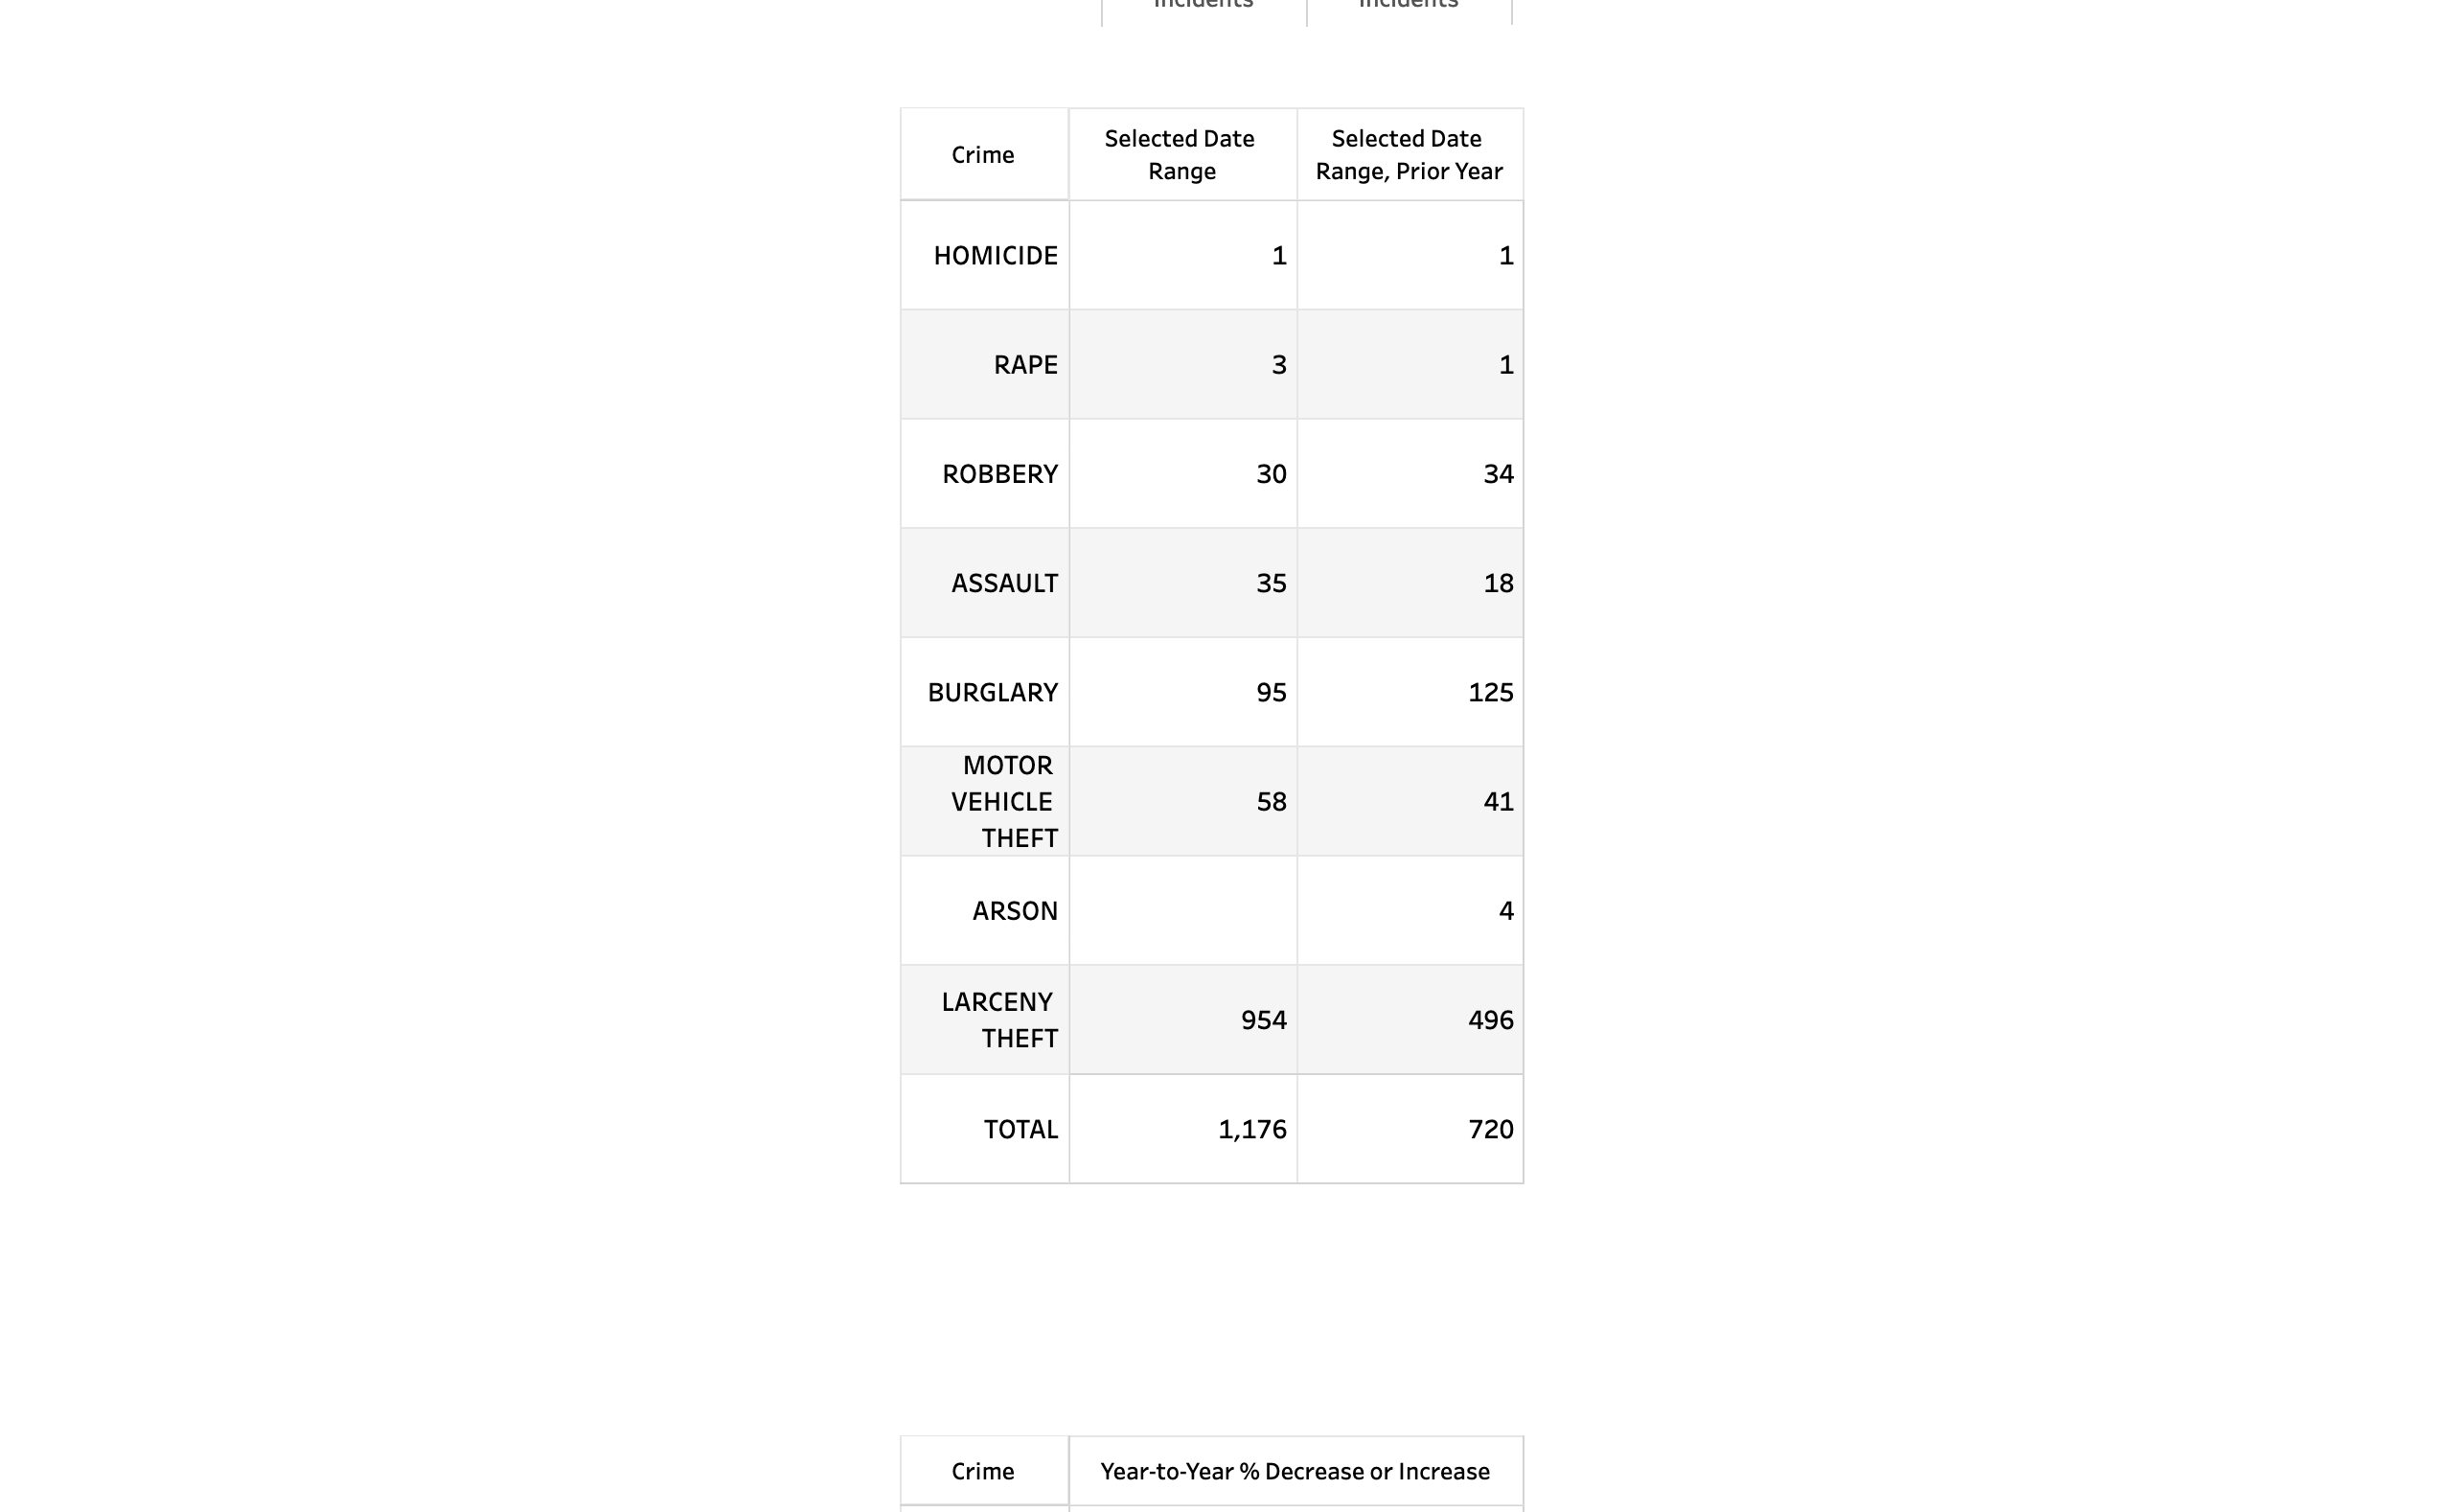 Incidents Incidents
Crime
Selected Date
Range
Selected Date
Range, Prior Year
HOMICIDE 1 1
RAPE 3 1
ROBBERY 30 34
ASSAULT 35 18
BURGLARY 95 125
MOTOR
VEHICLE
THEFT
58 41
ARSON 4
LARCENY
THEFT
954 496
TOTAL 1,176 720
Crime Year-to-Year % Decrease or Increase